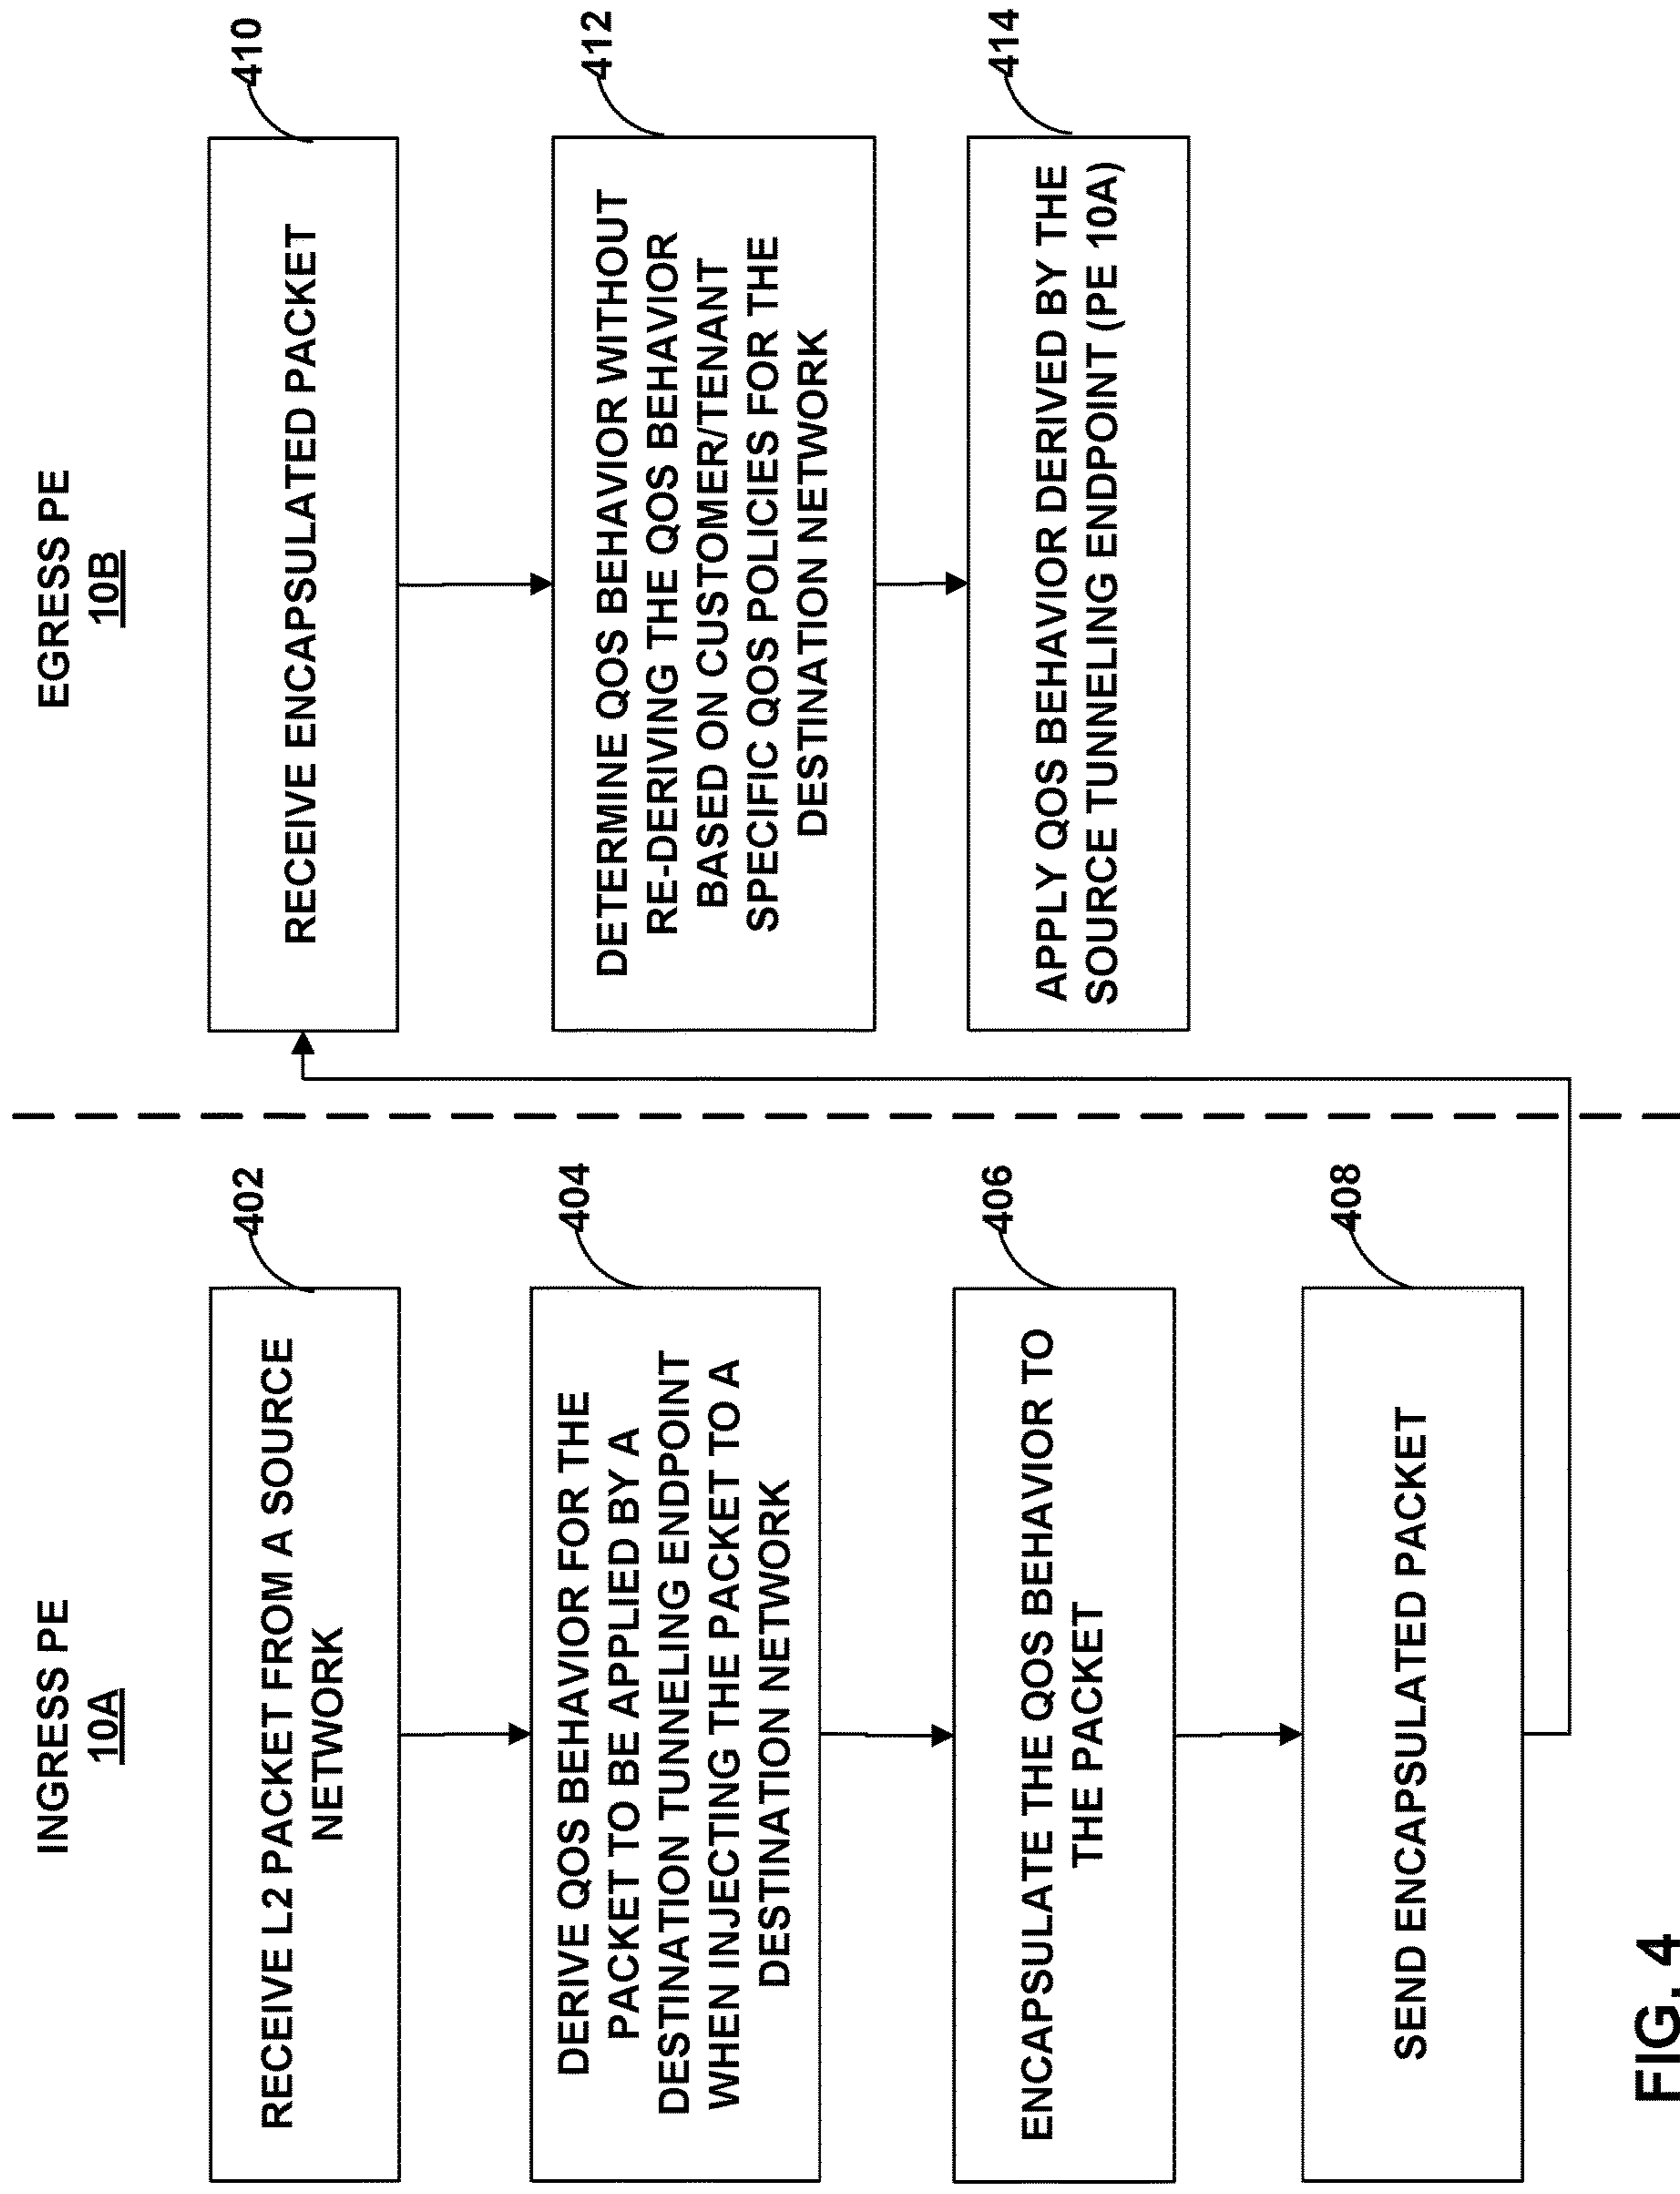 INGRESS PE
10A
RECEIVE L2 PACKET FROM A SOURCE
NETWORK
402
DERIVE QOS BEHAVIOR FOR THE
PACKET TO BE APPLIED BY A
DESTINATION TUNNELING ENDPOINT
WHEN INJECTING THE PACKET TO A
DESTINATION NETWORK
404
ENCAPSULATE THE QOS BEHAVIOR TO
THE PACKET
406
SEND ENCAPSULATED PACKET
408
EGRESS PE
10B
RECEIVE ENCAPSULATED PACKET
410
DETERMINE QOS BEHAVIOR WITHOUT
RE-DERIVING THE QOS BEHAVIOR
BASED ON CUSTOMER/TENANT
SPECIFIC QOS POLICIES FOR THE
DESTINATION NETWORK
412
APPLY QOS BEHAVIOR DERIVED BY THE
SOURCE TUNNELING ENDPOINT (PE 10A)
414
FIG. 4